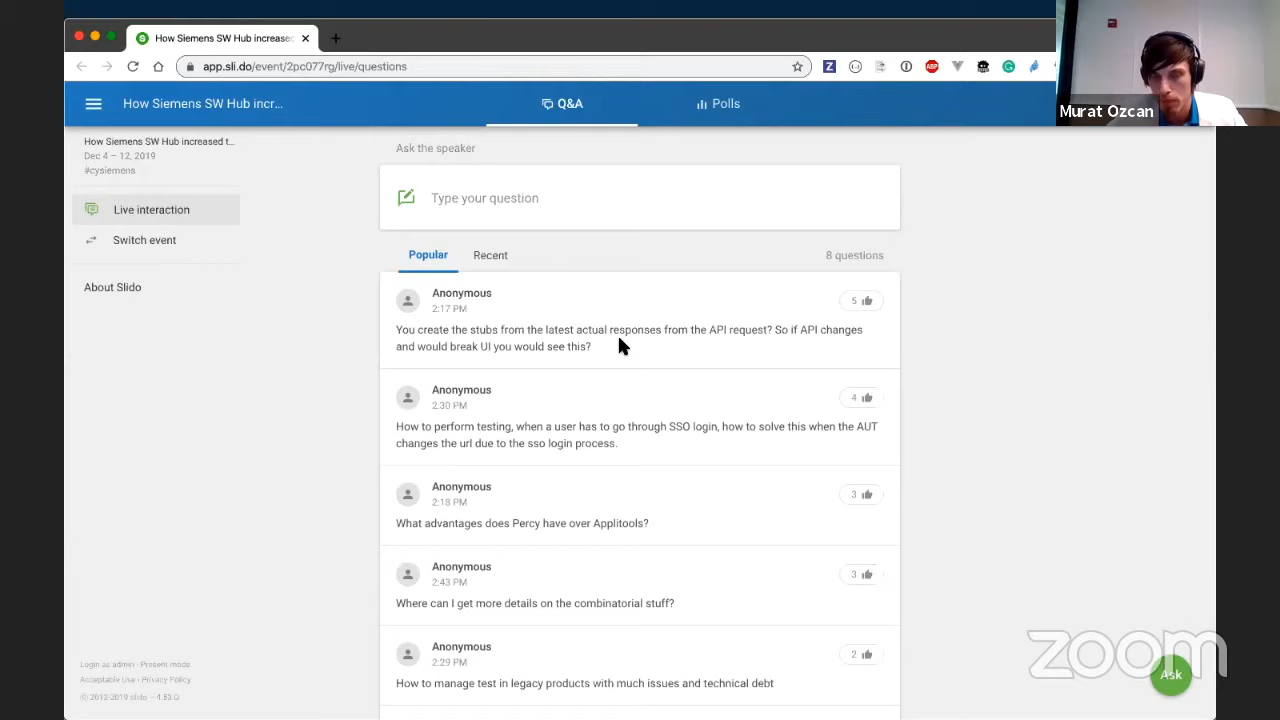 How Siemens SW Hub increased
app.sli.do/event/2pc077rg/live/questions
Murat Ozcan
How Siemens SW Hub incr...
Q&A
Polls
How Siemens SW Hub increased t...
Dec 4 – 12, 2019
#cysiemens
Live interaction
Switch event
About Slido
Ask the speaker
Type your question
Popular
Recent
8 questions
Anonymous
2:17 PM
5
You create the stubs from the latest actual responses from the API request? So if API changes
and would break UI you would see this?
Anonymous
2:30 PM
4
How to perform testing, when a user has to go through SSO login, how to solve this when the AUT
changes the url due to the sso login process.
Anonymous
2:18 PM
3
What advantages does Percy have over Applitools?
Anonymous
2:43 PM
3
Where can I get more details on the combinatorial stuff?
Anonymous
2:29 PM
2
How to manage test in legacy products with much issues and technical debt
Login as admin · Present mode
Acceptable Use · Privacy Policy
© 2012-2019 slido – 4.53.0
zoom
Ask